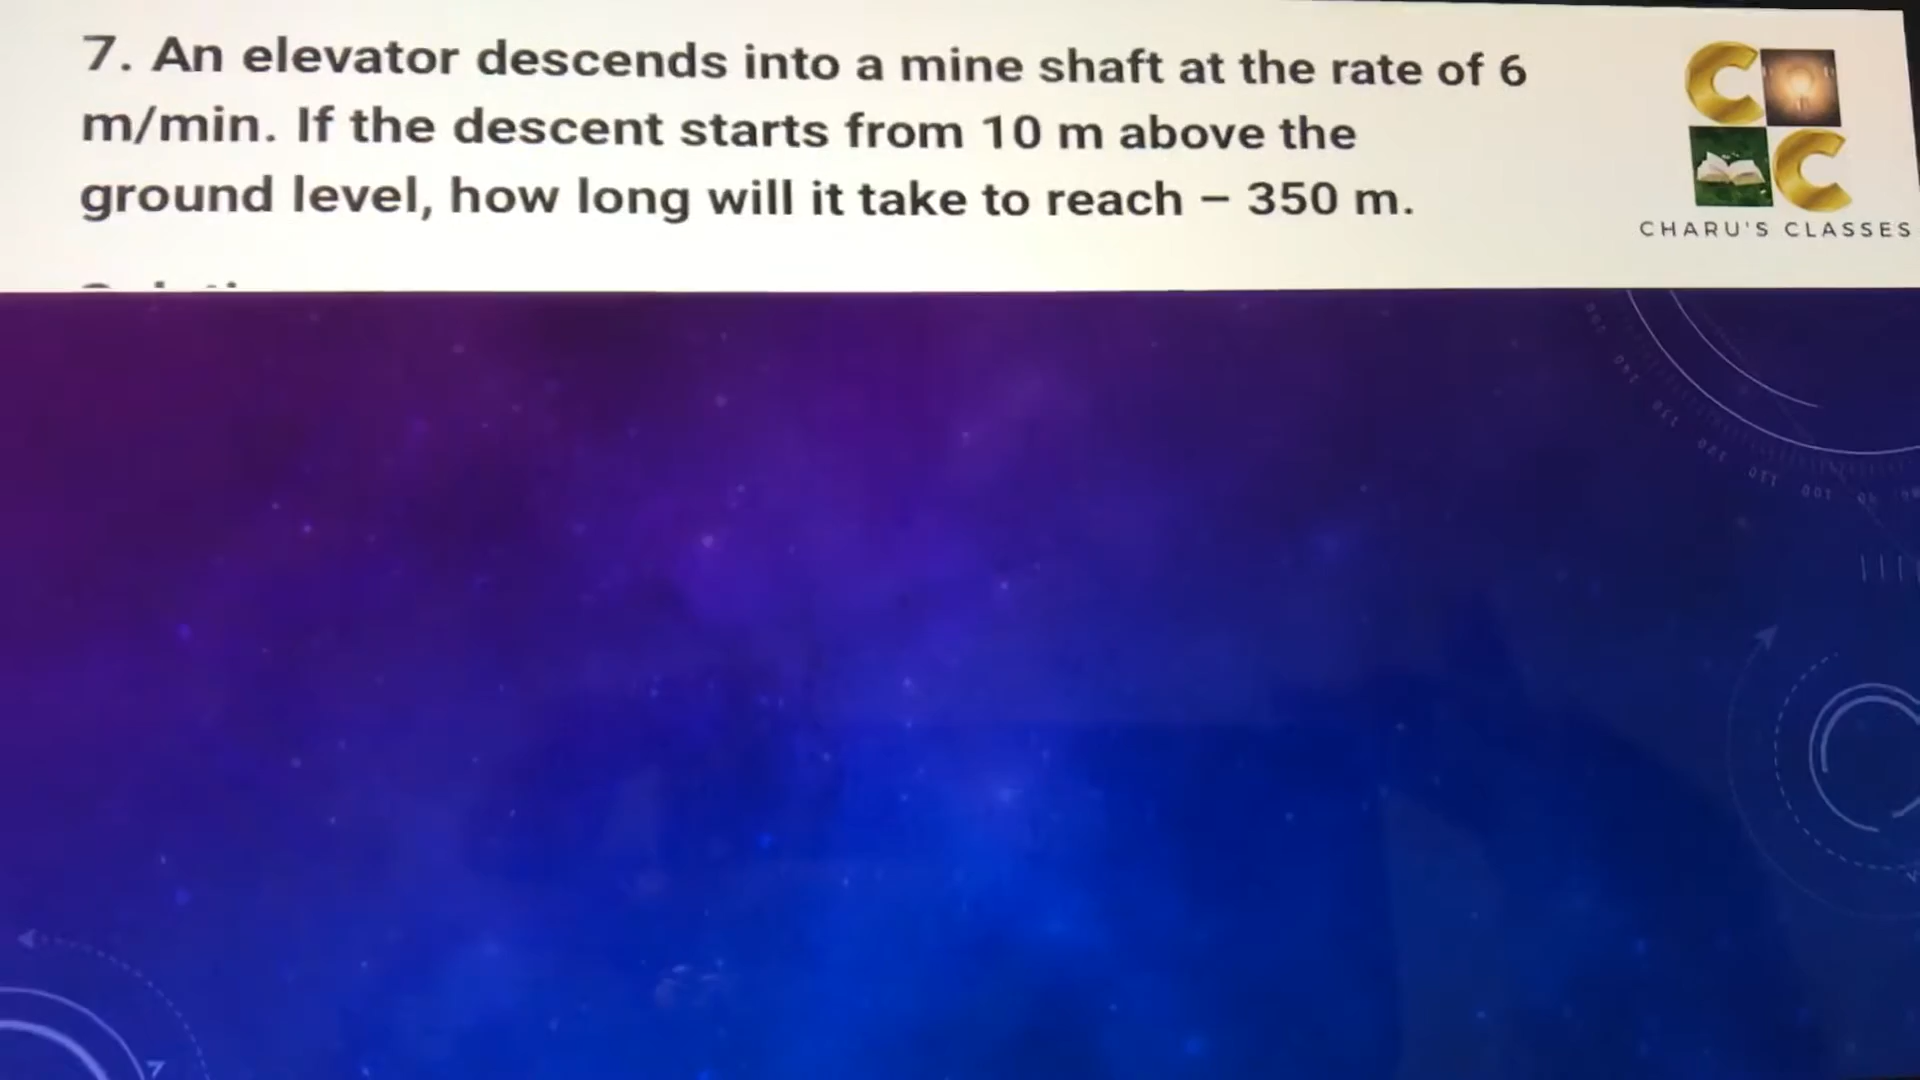 7. An elevator descends into a mine shaft at the rate of 6
m/min. If the descent starts from 10 m above the
ground level, how long will it take to reach – 350 m.
CHARU'S CLASSES